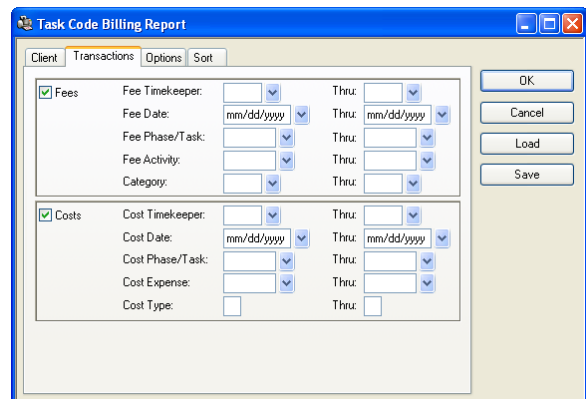 Task Code Billing Report
Client Transactions Options Sort
Fees Fee Timekeeper: Thru:
Fee Date: mm/dd/yyyy Thru: mm/dd/yyyy
Fee Phase/Task: Thru:
Fee Activity: Thru:
Category: Thru:
Costs Cost Timekeeper: Thru:
Cost Date: mm/dd/yyyy Thru: mm/dd/yyyy
Cost Phase/Task: Thru:
Cost Expense: Thru:
Cost Type: Thru:
OK
Cancel
Load
Save